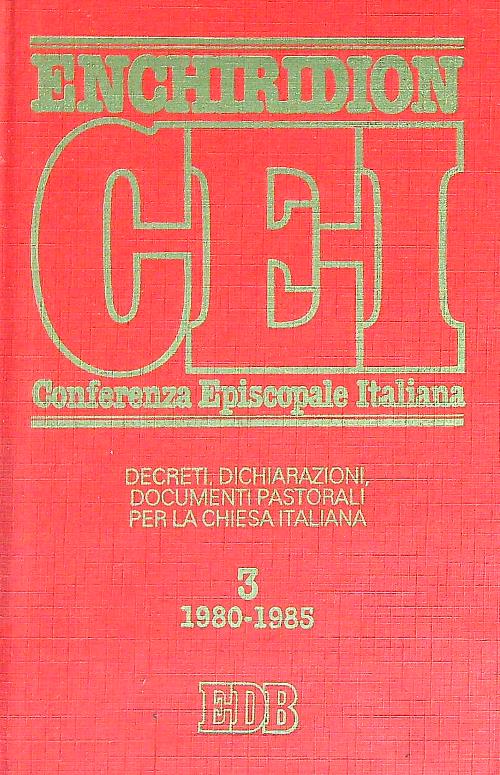 ENCHIRIDION
CEI
Conferenza Episcopale Italiana
DECRETI, DICHIARAZIONI,
DOCUMENTI PASTORALI
PER LA CHIESA ITALIANA
3
1980-1985
EDB